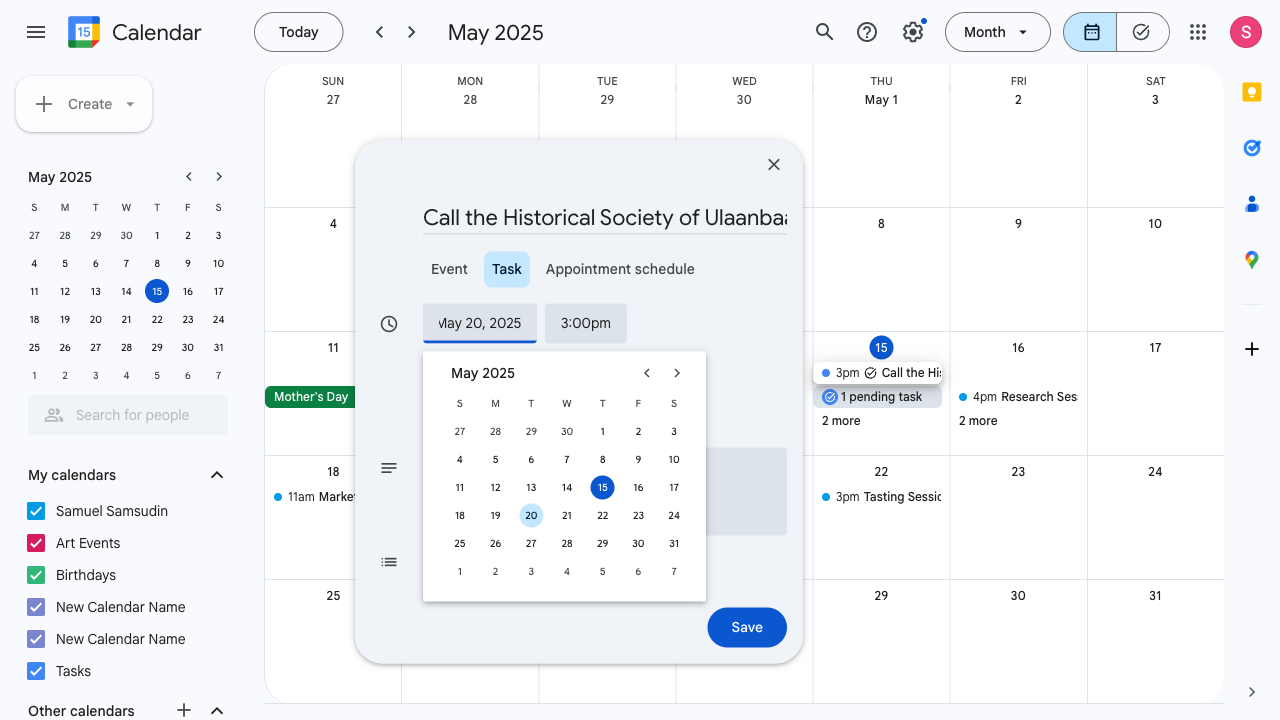 15 Calendar
Today
May 2025
Month
S
Create
May 2025
S M T W T F S
27 28 29 30 1 2 3
4 5 6 7 8 9 10
11 12 13 14 15 16 17
18 19 20 21 22 23 24
25 26 27 28 29 30 31
1 2 3 4 5 6 7
Search for people
My calendars
Samuel Samsudin
Art Events
Birthdays
New Calendar Name
New Calendar Name
Tasks
Other calendars
SUN MON TUE WED THU FRI SAT
27 28 29 30 May 1 2 3
4 8 9 10
11 15 16 17
Mother's Day
3pm Call the His
1 pending task
2 more
4pm Research Ses
2 more
18 22 23 24
11am Marke
3pm Tasting Sessio
25 29 30 31
Call the Historical Society of Ulaanbaa
Event Task Appointment schedule
May 20, 2025 3:00pm
May 2025
S M T W T F S
27 28 29 30 1 2 3
4 5 6 7 8 9 10
11 12 13 14 15 16 17
18 19 20 21 22 23 24
25 26 27 28 29 30 31
1 2 3 4 5 6 7
Save